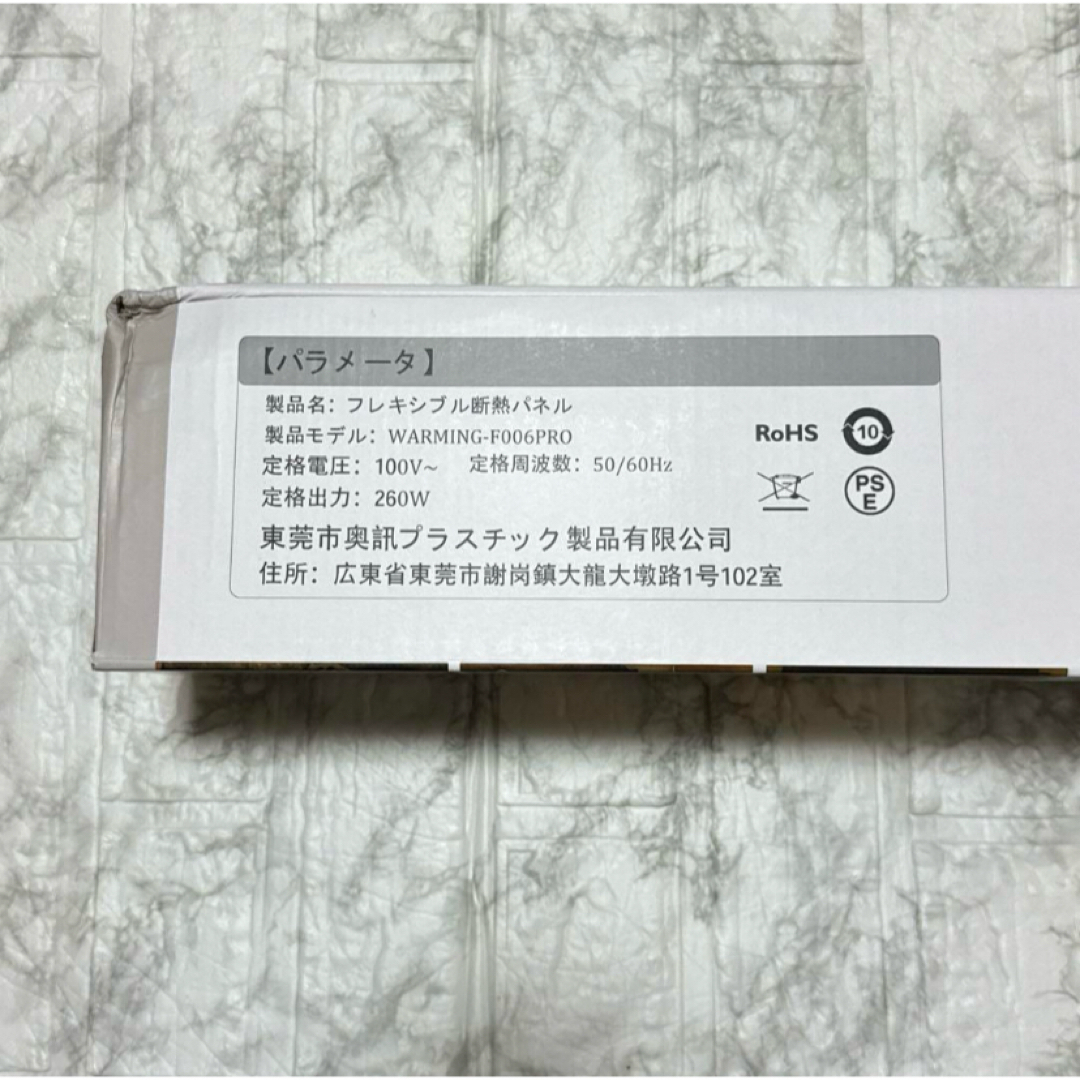 【パラメータ】
製品名：フレキシブル断熱パネル
製品モデル：WARMING-F006PRO
定格電圧：100V~ 定格周波数：50/60Hz
定格出力：260W
東莞市奥訊プラスチック製品有限公司
住所：広東省東莞市謝岗鎮大龍大墩路1号102室
RoHS 10
PS
E